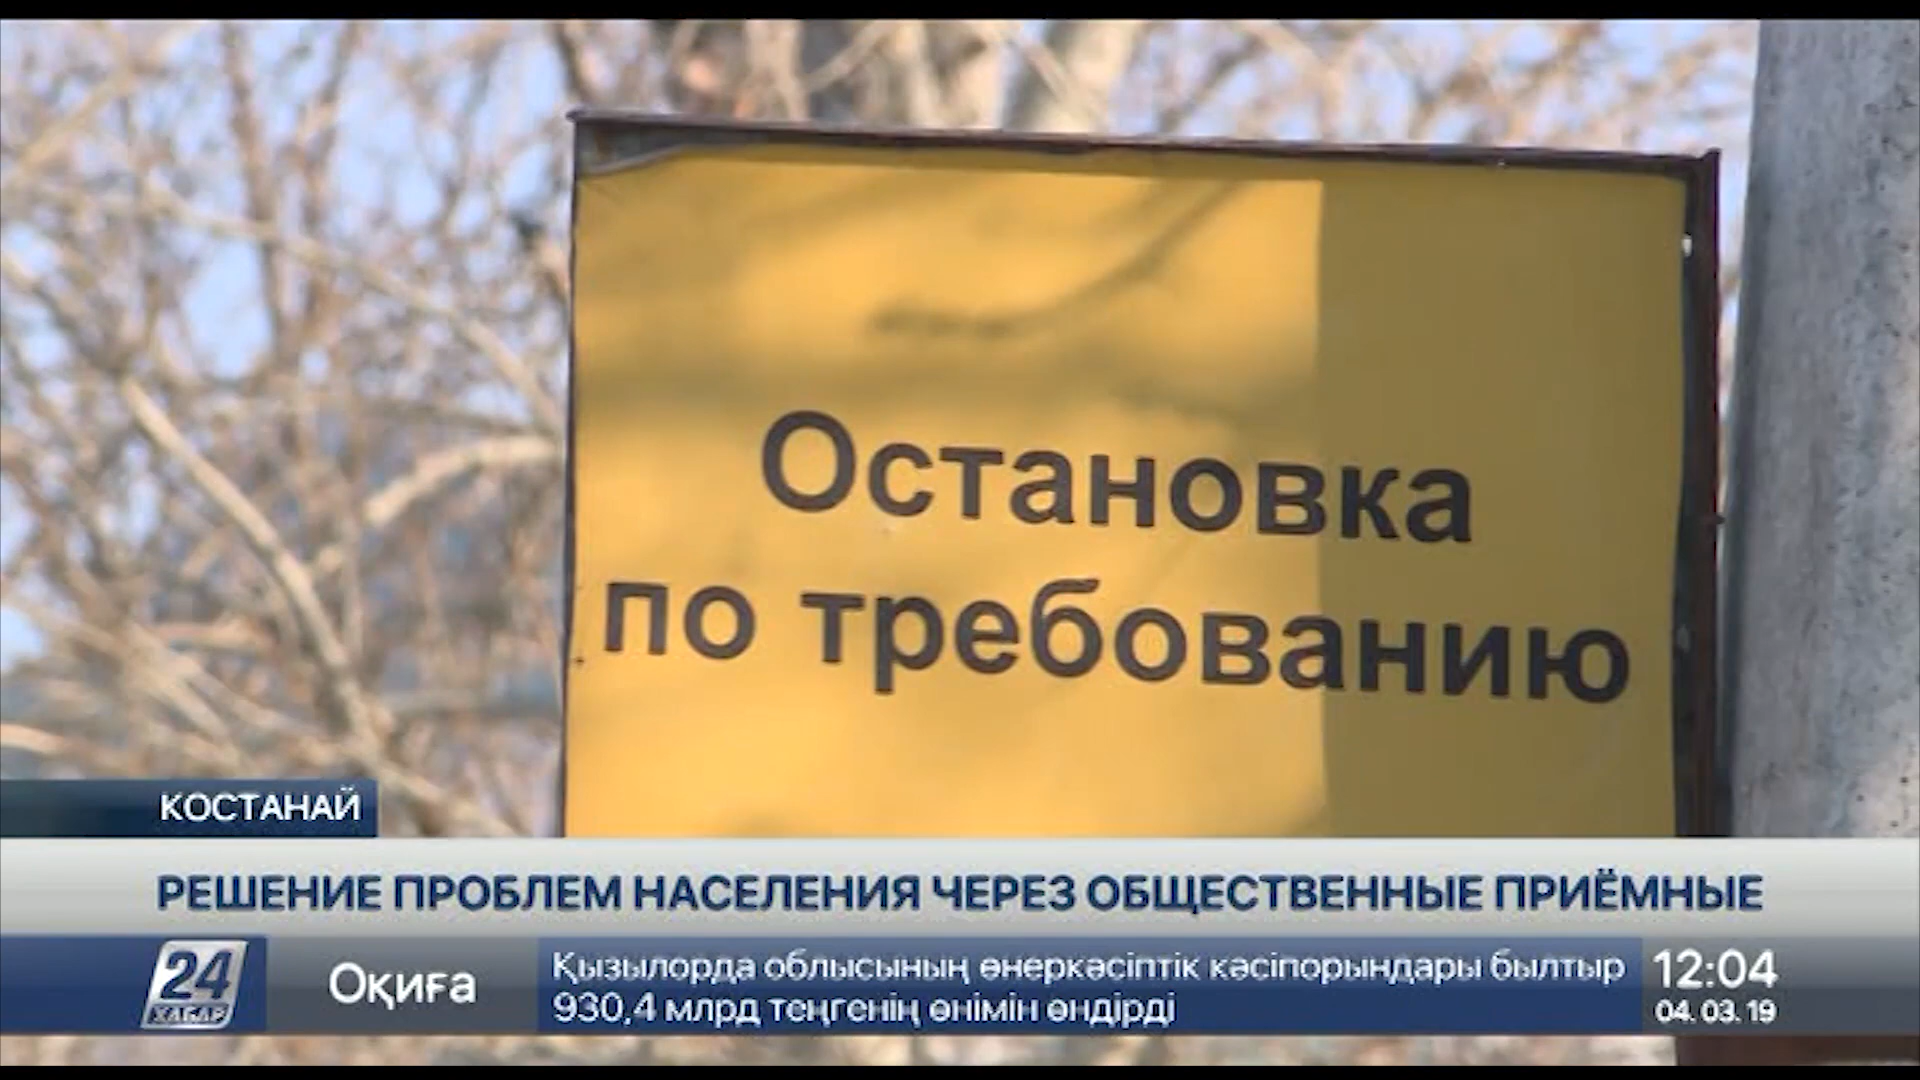 Остановка
по требованию
КОСТАНАЙ
РЕШЕНИЕ ПРОБЛЕМ НАСЕЛЕНИЯ ЧЕРЕЗ ОБЩЕСТВЕННЫЕ ПРИЁМНЫЕ
24
ХАБАР
Оқиға
Қызылорда облысының өнеркәсіптік кәсіпорындары былтыр
930,4 млрд теңгенің өнімін өндірді
12:04
04. 03. 19